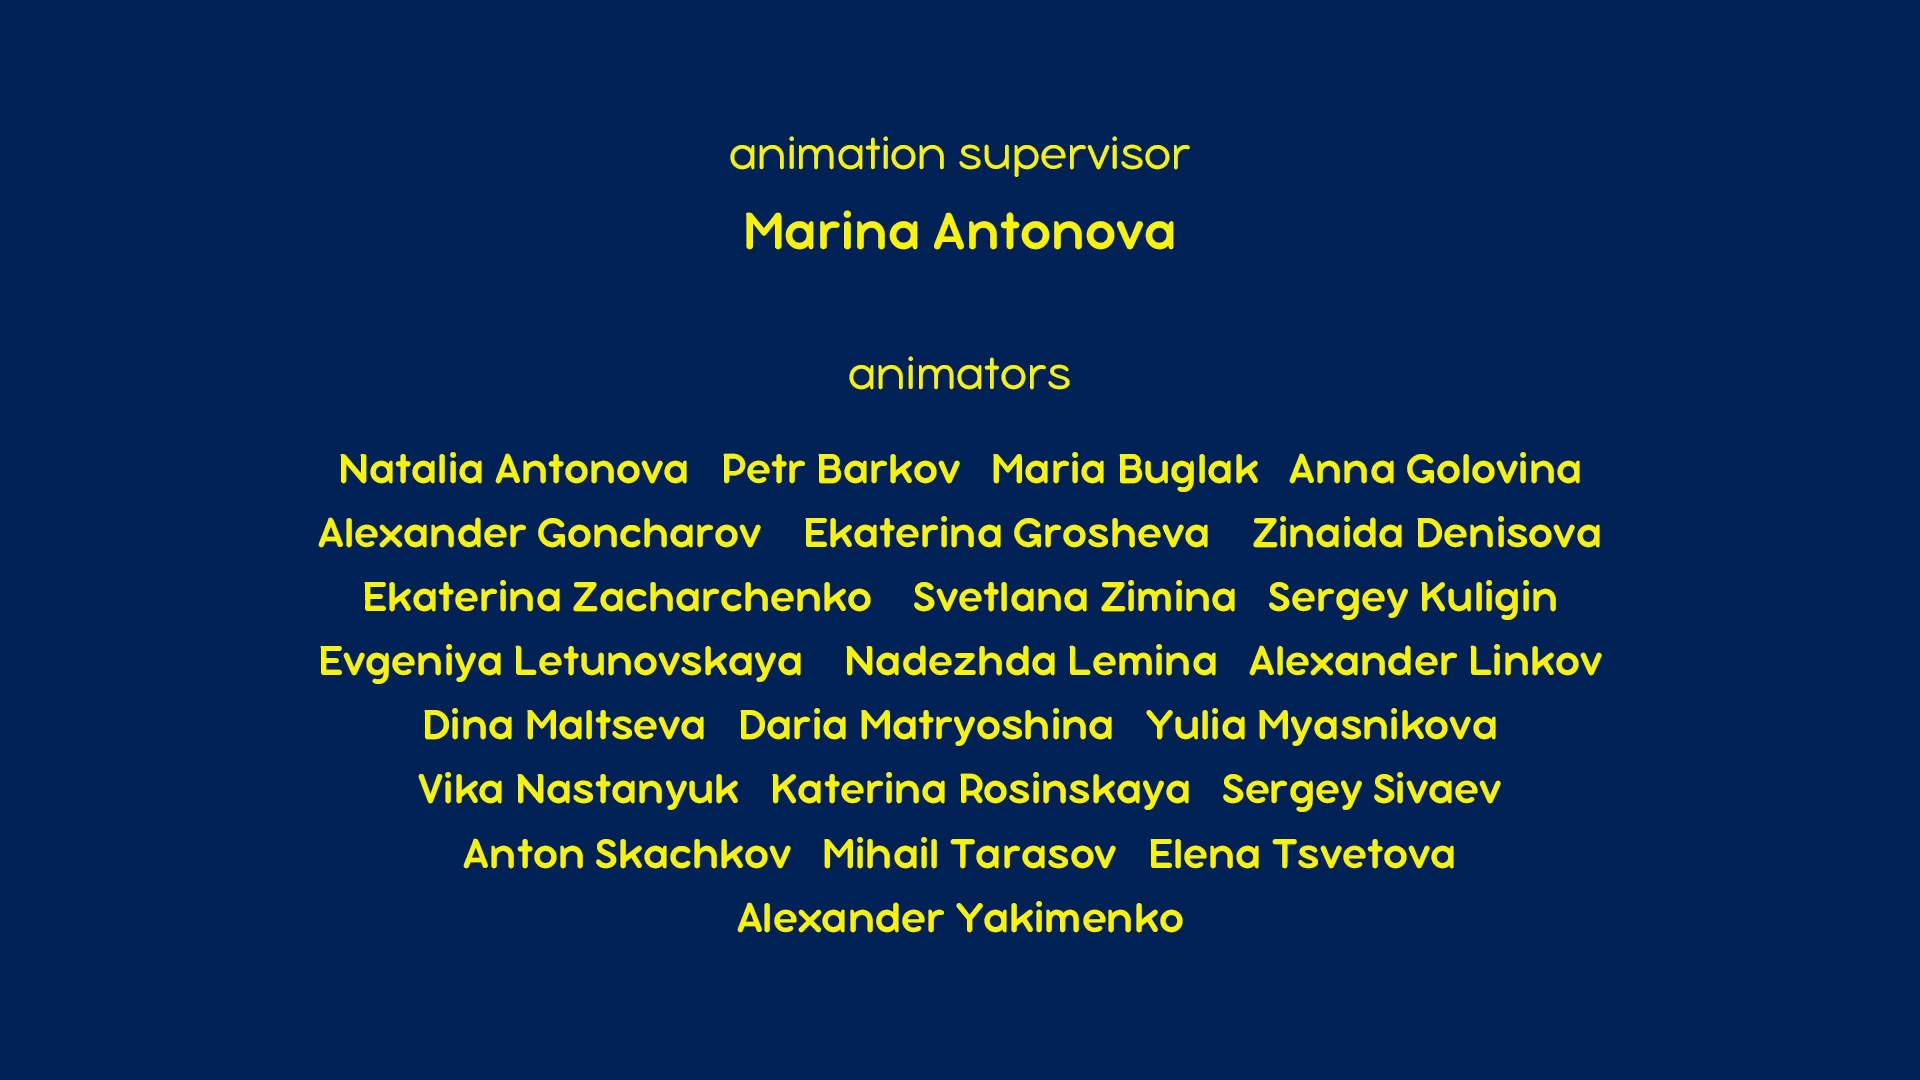 animation supervisor
Marina Antonova
animators
Natalia Antonova Petr Barkov Maria Buglak Anna Golovina
Alexander Goncharov Ekaterina Grosheva Zinaida Denisova
Ekaterina Zacharchenko Svetlana Zimina Sergey Kuligin
Evgeniya Letunovskaya Nadezhda Lemina Alexander Linkov
Dina Maltseva Daria Matryoshina Yulia Myasnikova
Vika Nastanyuk Katerina Rosinskaya Sergey Sivaev
Anton Skachkov Mihail Tarasov Elena Tsvetova
Alexander Yakimenko